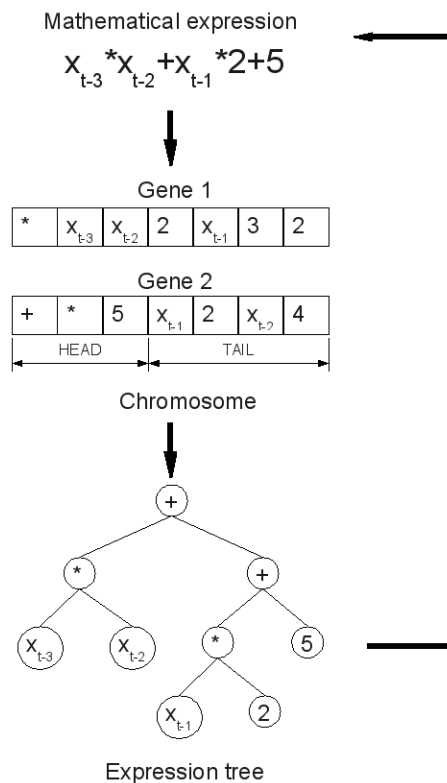 Mathematical expression
x_{t-3}*x_{t-2}+x_{t-1}*2+5
Gene 1
* x_{t-3} x_{t-2} 2 x_{t-1} 3 2
Gene 2
+ * 5 x_{t-1} 2 x_{t-2} 4
HEAD TAIL
Chromosome
+
* +
x_{t-3} x_{t-2} * 5
x_{t-1} 2
Expression tree